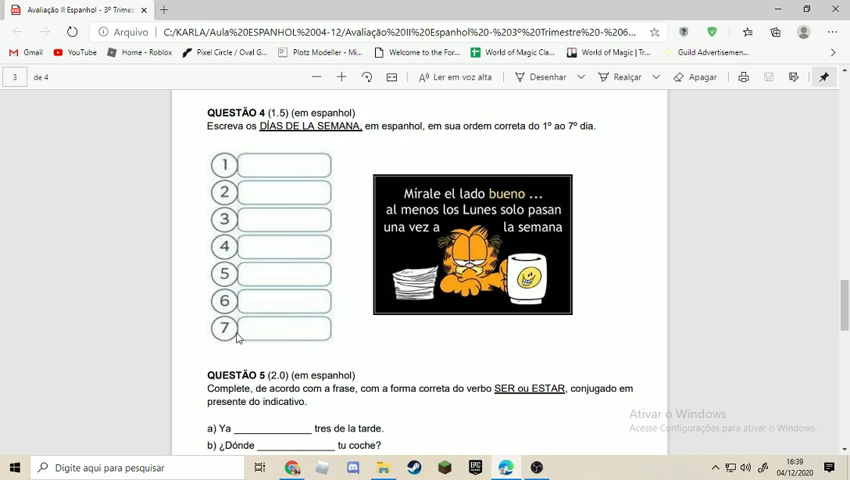 Avaliação II Espanhol - 3º Trimes
Arquivo
C:/KARLA/Aula%20ESPANHOL%2004-12/Avaliação%20II%20Espanhol%20-%203º%20Trimestre%20-%206...
Gmail
YouTube
Home - Roblox
Pixel Circle / Oval G...
Plotz Modeller - Mi...
Welcome to the For...
World of Magic Cla...
World of Magic | Tr...
Guild Advertisemen...
3
de 4
Ler em voz alta
Desenhar
Realçar
Apagar
QUESTÃO 4 (1.5) (em espanhol)
Escreva os DÍAS DE LA SEMANA, em espanhol, em sua ordem correta do 1º ao 7º dia.
1
2
3
4
5
6
7
Mírale el lado bueno ...
al menos los Lunes solo pasan
una vez a la semana
QUESTÃO 5 (2.0) (em espanhol)
Complete, de acordo com a frase, com a forma correta do verbo SER ou ESTAR, conjugado em
presente do indicativo.
a) Ya ______________ tres de la tarde.
b) ¿Dónde ______________ tu coche?
Ativar o Windows
Acesse Configurações para ativar o Windows.
Digite aqui para pesquisar
EPIC
16:39
04/12/2020